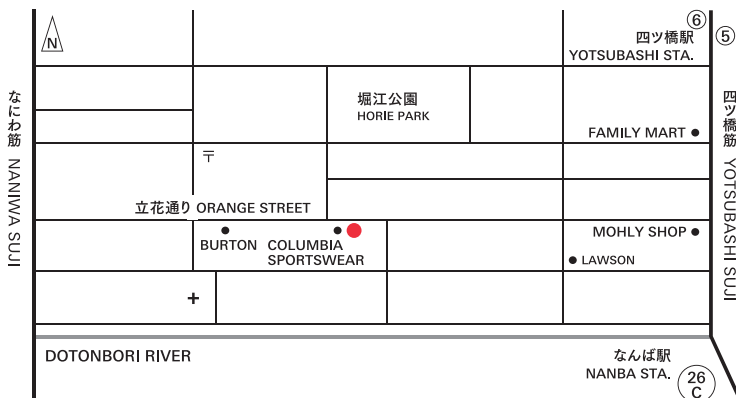 N
⑥
四ツ橋駅
YOTSUBASHI STA.
⑤
なにわ筋 NANIWA SUJI
堀江公園
HORIE PARK
FAMILY MART
四ツ橋筋 YOTSUBASHI SUJI
〒
立花通り ORANGE STREET
BURTON
COLUMBIA
SPORTSWEAR
MOHLY SHOP
LAWSON
DOTONBORI RIVER
なんば駅
NANBA STA.
26
C